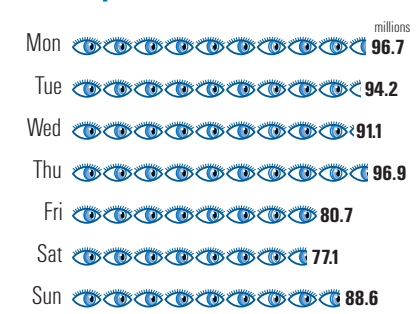 millions
Mon 96.7
Tue 94.2
Wed 91.1
Thu 96.9
Fri 80.7
Sat 77.1
Sun 88.6